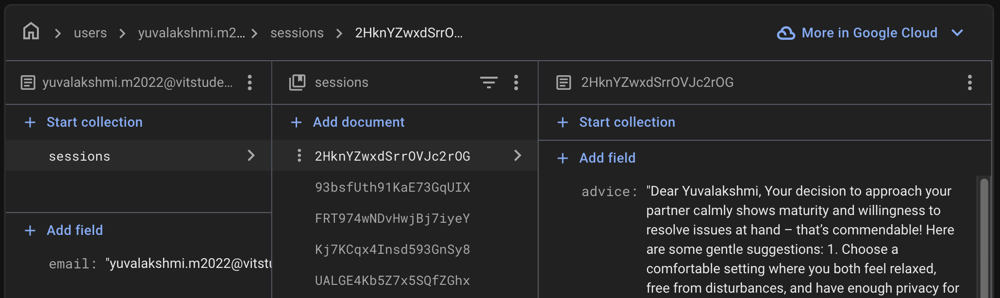 users yuvalakshmi.m2... sessions 2HknYZwxdSrrO...
More in Google Cloud
yuvalakshmi.m2022@vitstude...
Start collection
sessions
Add field
email: "yuvalakshmi.m2022@vitstu
sessions
Add document
2HknYZwxdSrrOVJc2rOG
93bsfUth91KaE73GqUIX
FRT974wNDvHwjBj7iyeY
Kj7KCqx4Insd593GnSy8
UALGE4Kb5Z7x5SQfZGhx
2HknYZwxdSrrOVJc2rOG
Start collection
Add field
advice: "Dear Yuvalakshmi, Your decision to approach your
partner calmly shows maturity and willingness to
resolve issues at hand – that’s commendable! Here
are some gentle suggestions: 1. Choose a
comfortable setting where you both feel relaxed,
free from disturbances, and have enough privacy for